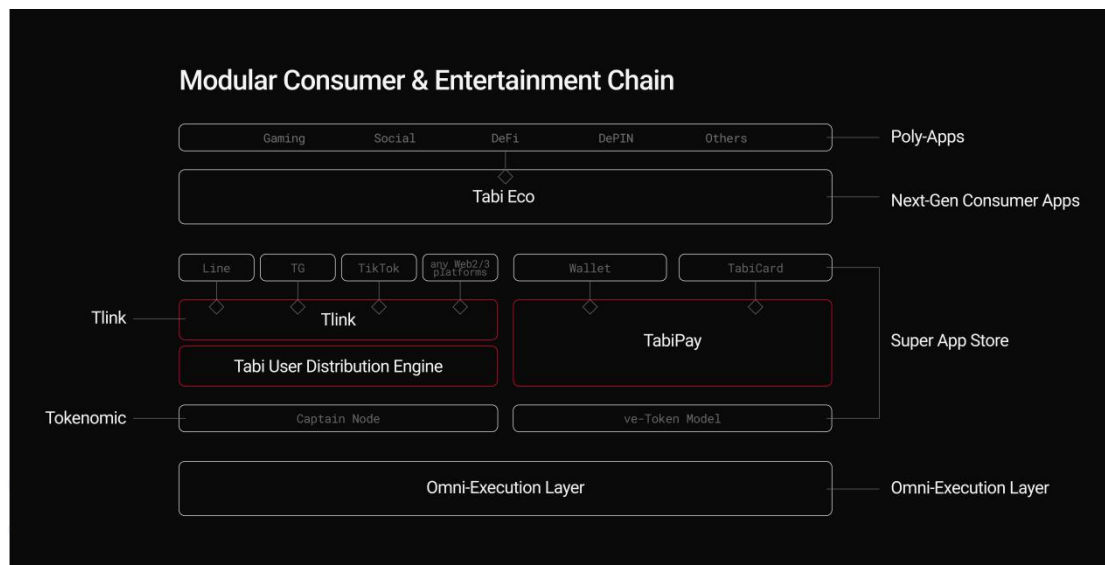 Modular Consumer & Entertainment Chain
Gaming Social DeFi DePIN Others
Poly-Apps
Tabi Eco
Next-Gen Consumer Apps
Line TG TikTok any Web2/3 platforms Wallet TabiCard
Tlink
Tlink
TabiPay
Super App Store
Tabi User Distribution Engine
Tokenomic
Captain Node ve-Token Model
Omni-Execution Layer
Omni-Execution Layer